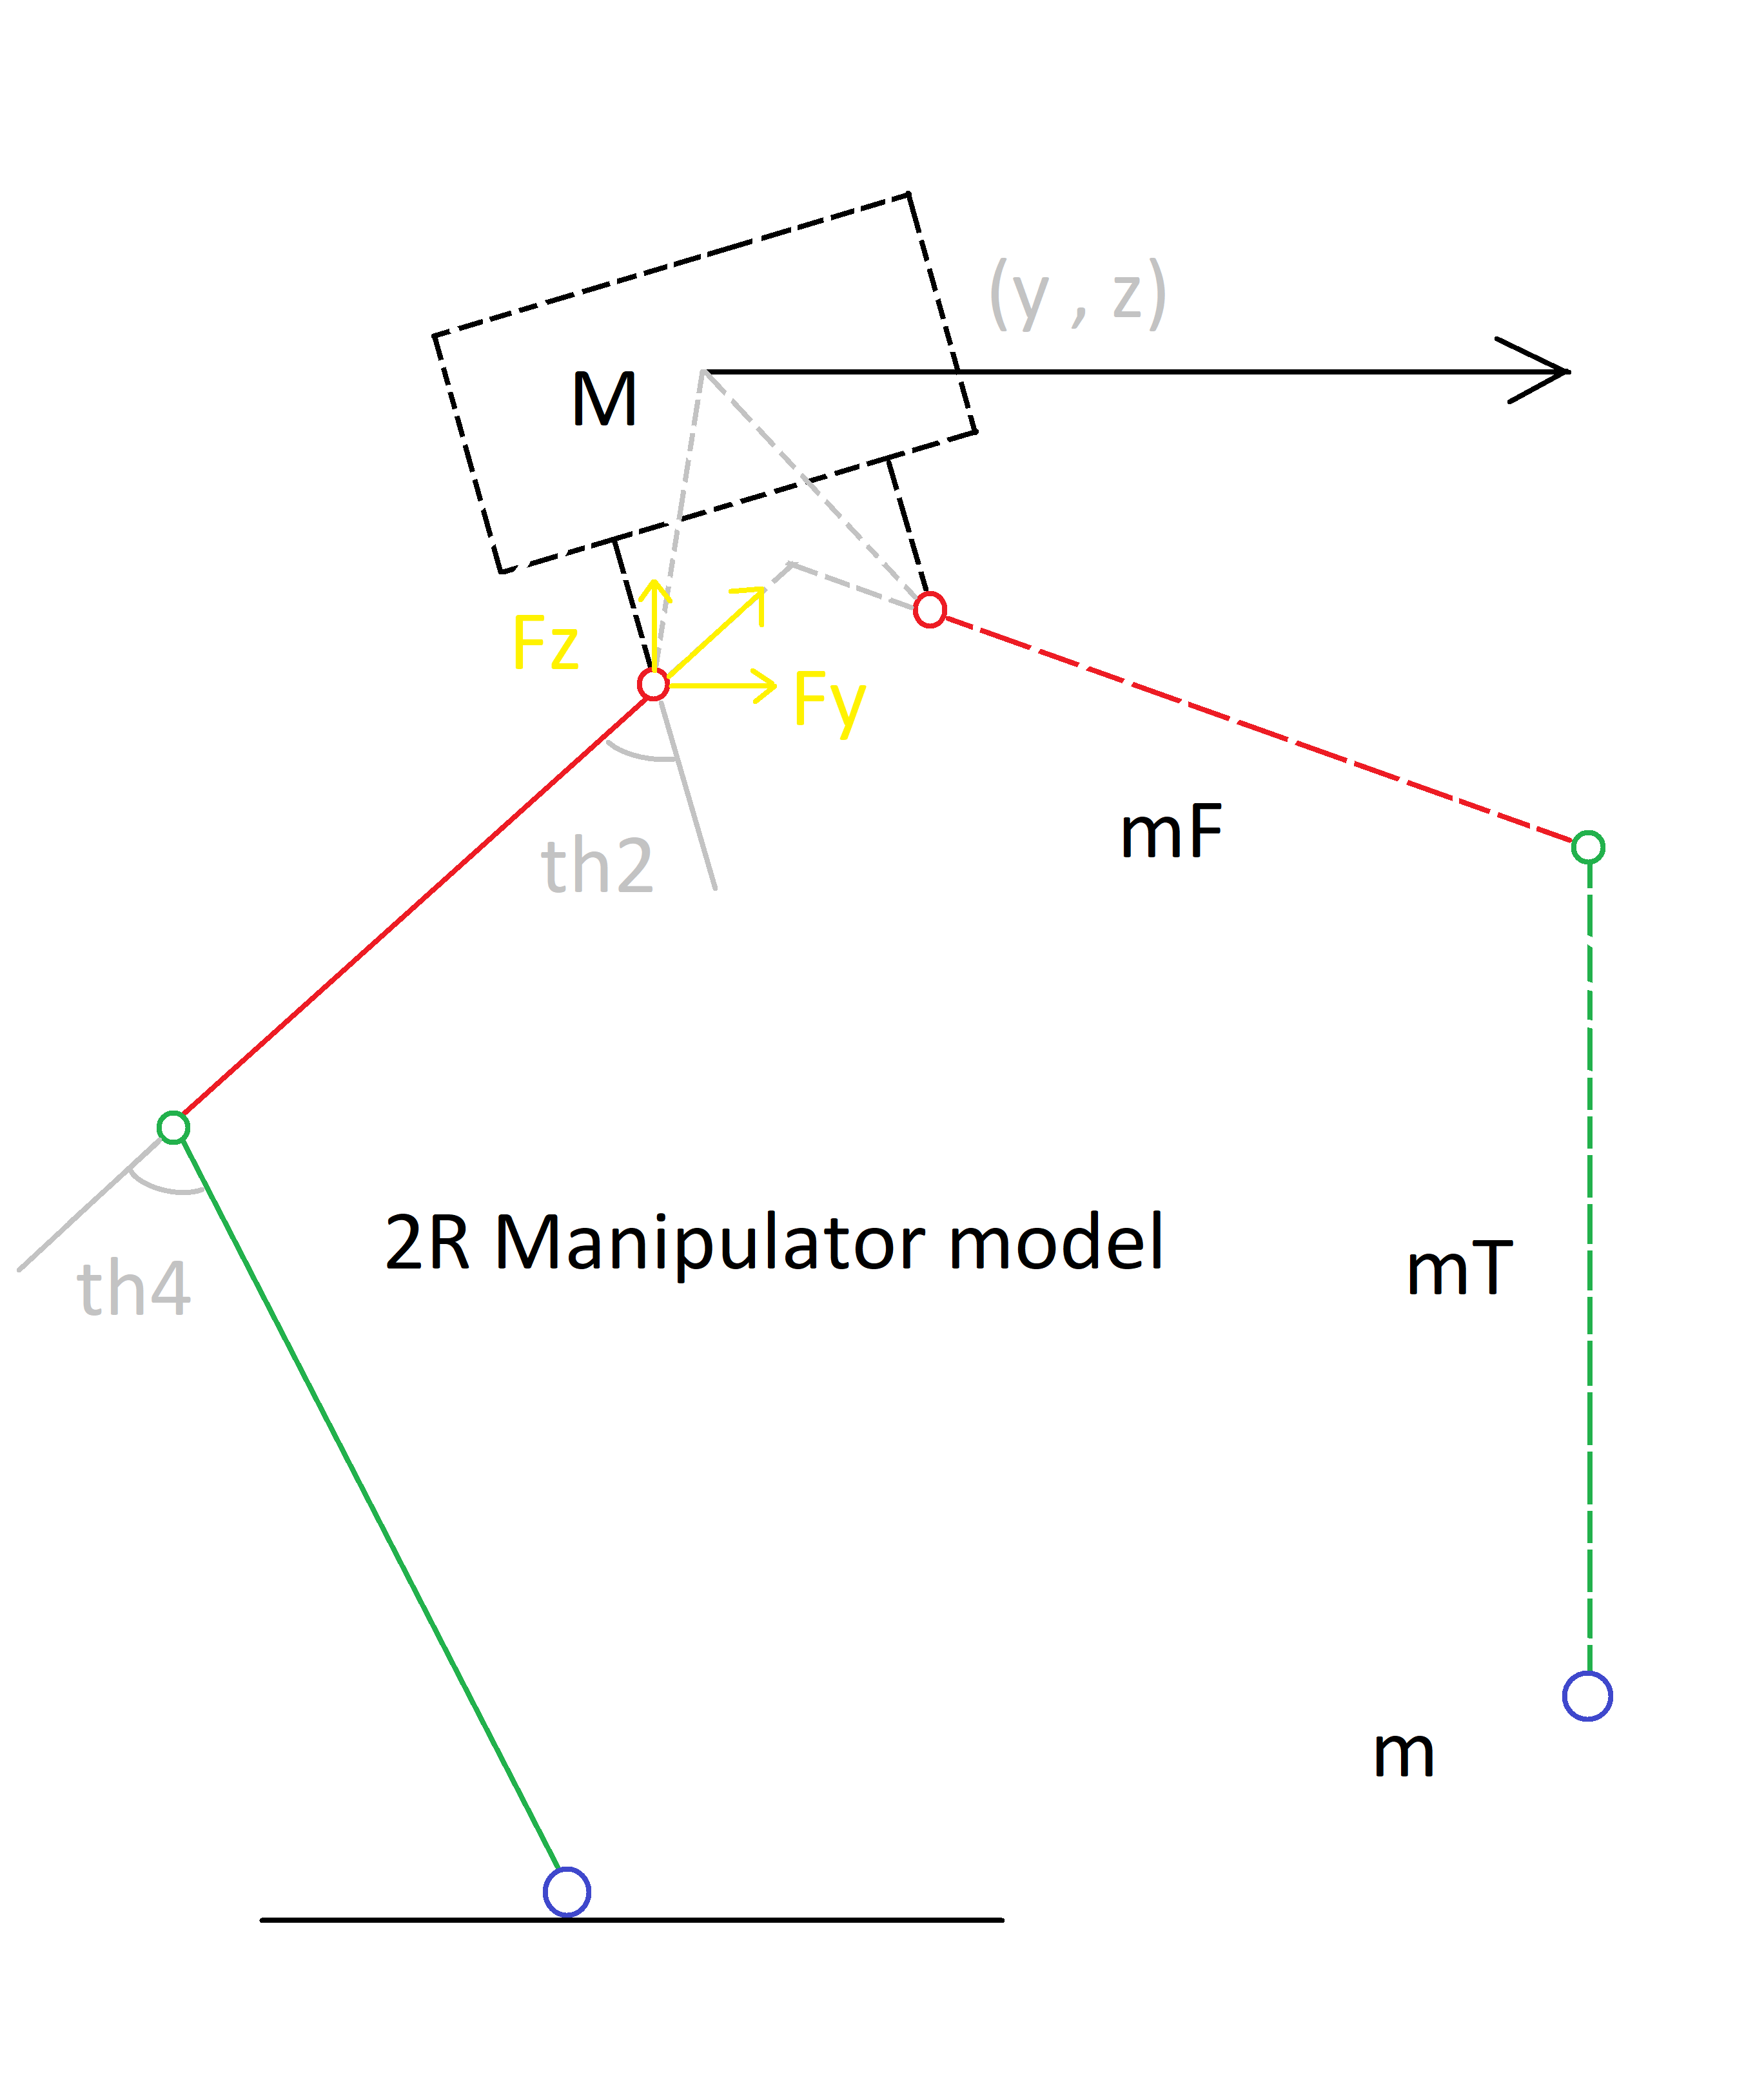 (y , z)
M
Fz
Fy
mF
th2
2R Manipulator model
mT
th4
m